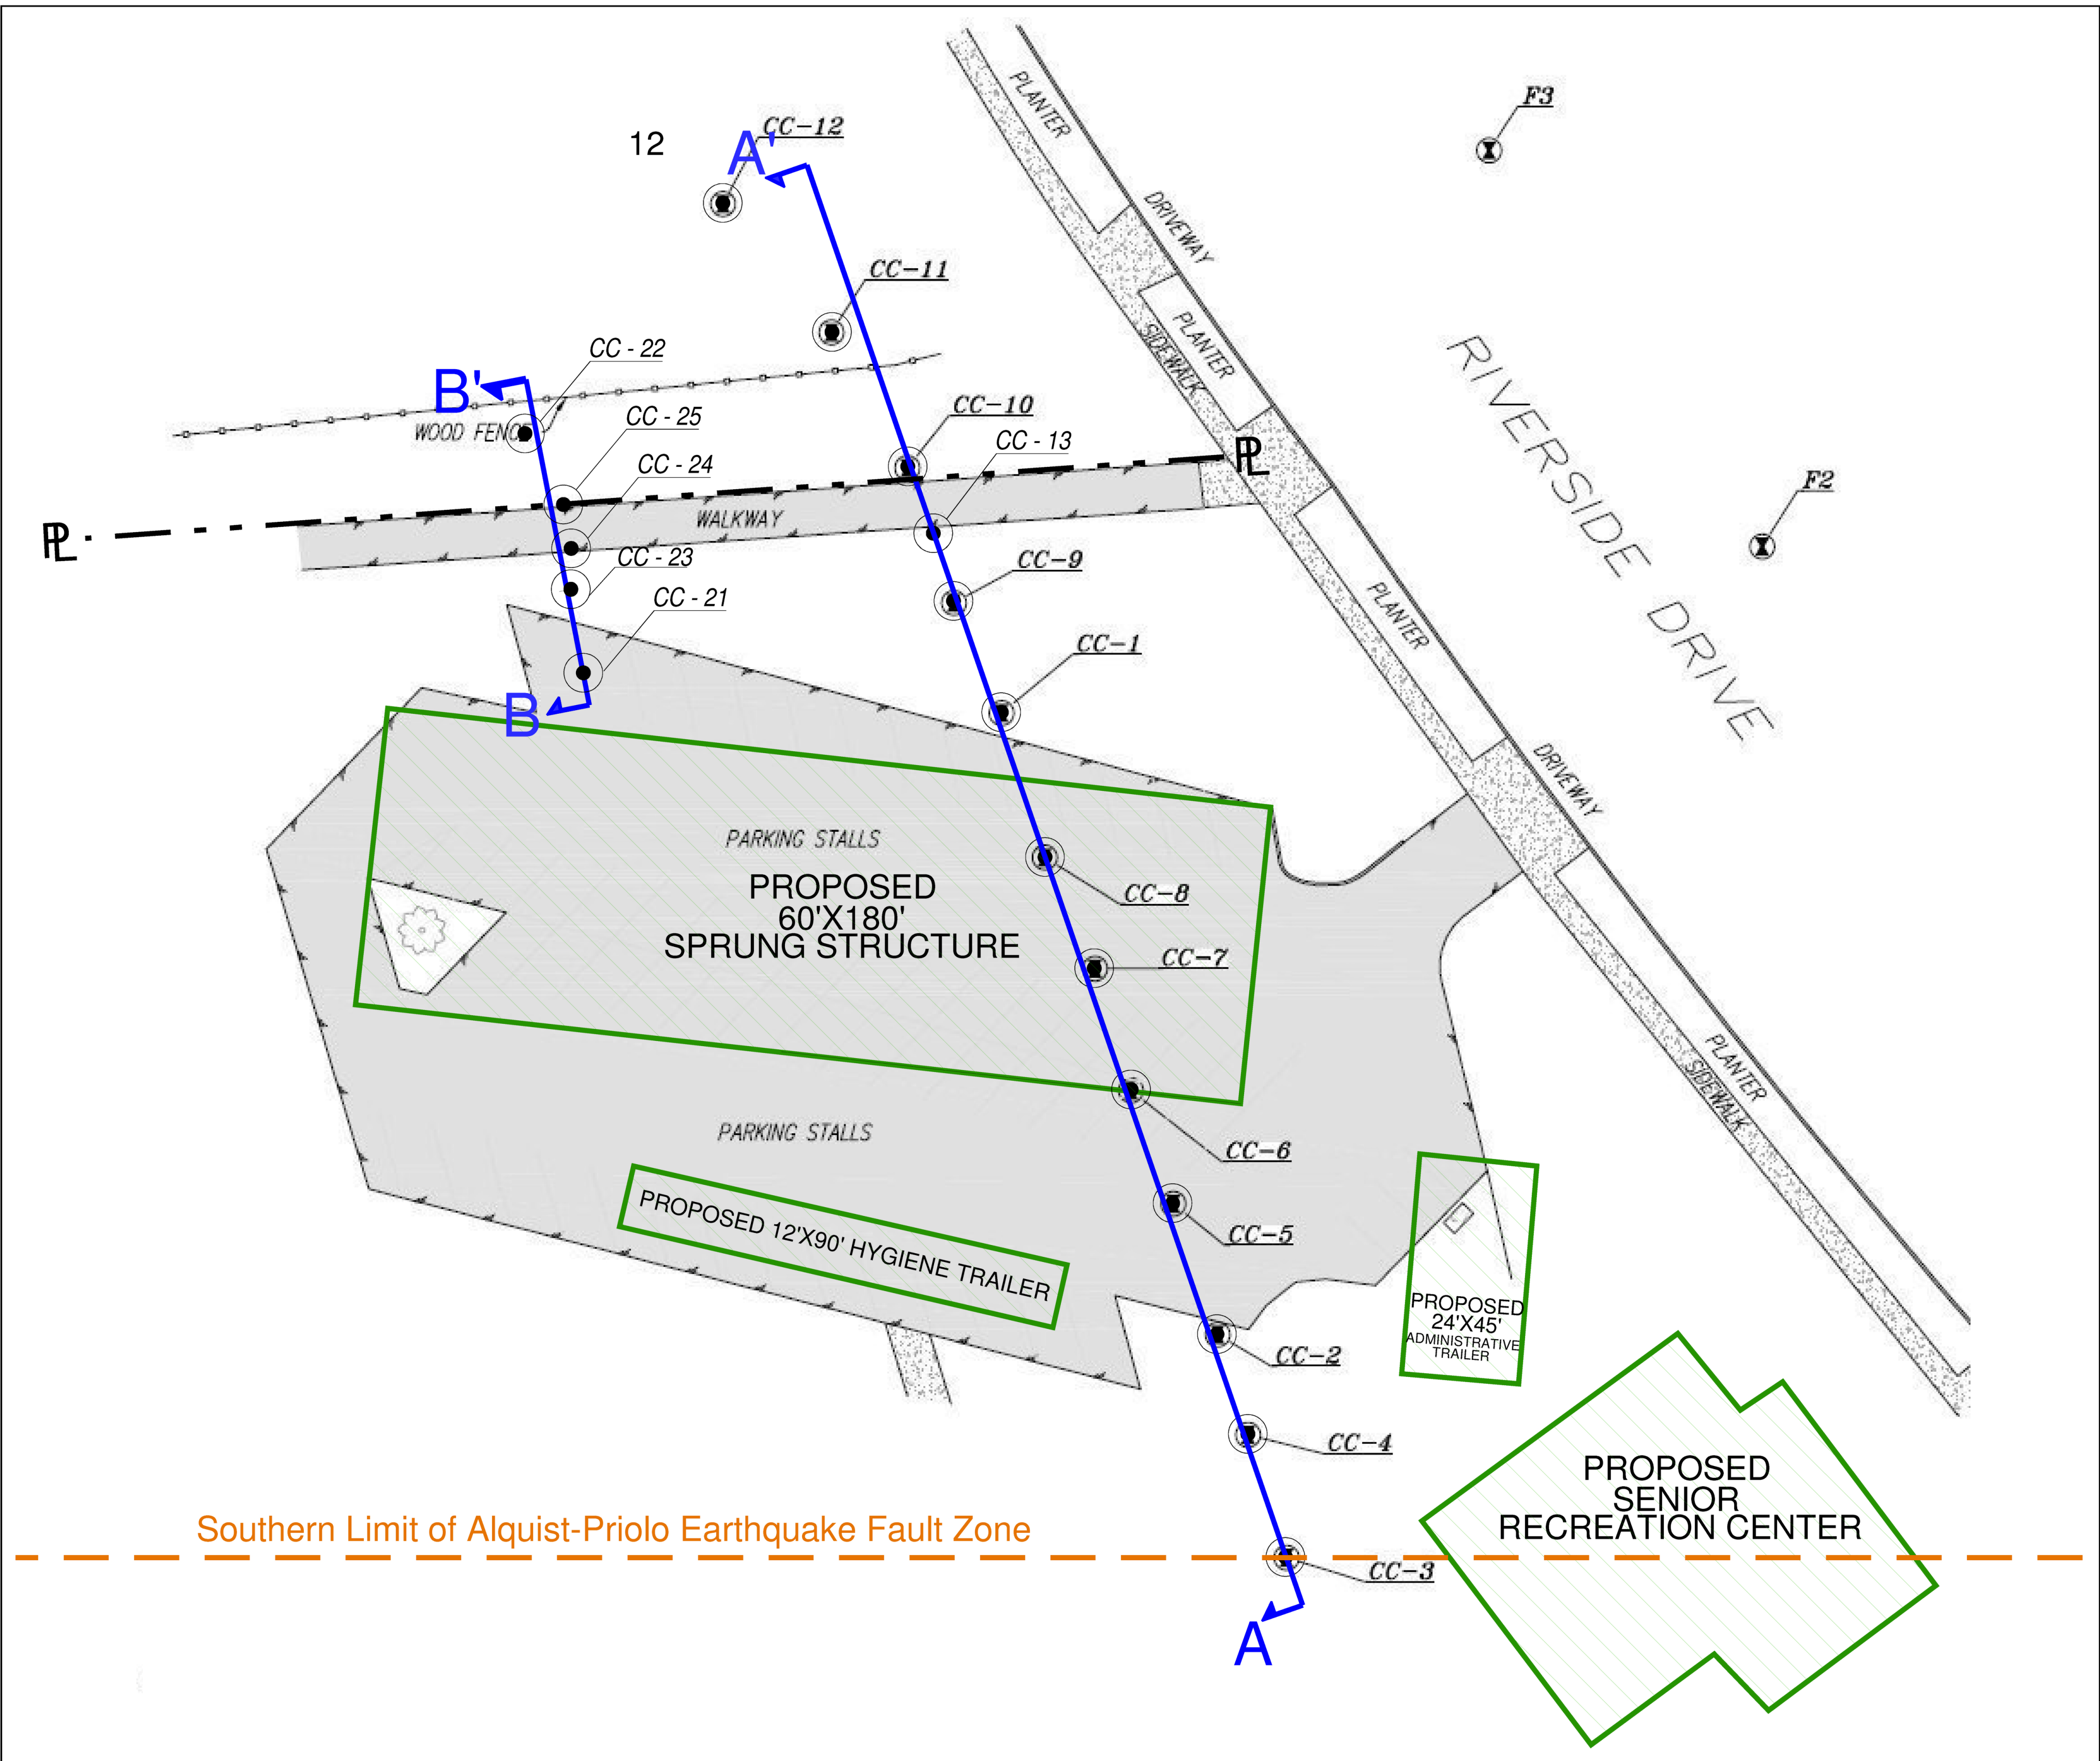 PLANTER
F3
CC-12
12
A'
DRIVEWAY
CC-11
PLANTER
SIDEWALK
RIVERSIDE DRIVE
CC - 22
B'
CC - 25
CC-10
WOOD FENCE
CC - 13
PL
CC - 24
F2
WALKWAY
PL
CC - 23
CC-9
CC - 21
PLANTER
CC-1
B
DRIVEWAY
PARKING STALLS
PROPOSED
60'X180'
SPRUNG STRUCTURE
CC-8
CC-7
PLANTER
SIDEWALK
PARKING STALLS
CC-6
PROPOSED 12'X90' HYGIENE TRAILER
CC-5
PROPOSED
24'X45'
ADMINISTRATIVE
TRAILER
CC-2
CC-4
PROPOSED
SENIOR
RECREATION CENTER
Southern Limit of Alquist-Priolo Earthquake Fault Zone
CC-3
A